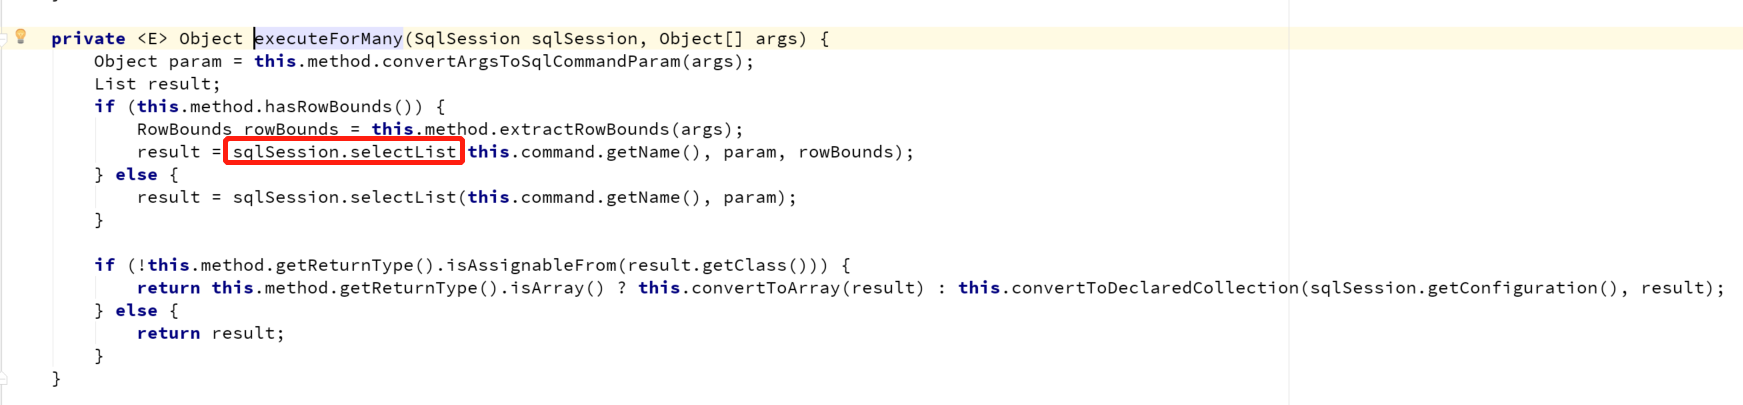 private <E> Object executeForMany(SqlSession sqlSession, Object[] args) {
    Object param = this.method.convertArgsToSqlCommandParam(args);
    List result;
    if (this.method.hasRowBounds()) {
        RowBounds rowBounds = this.method.extractRowBounds(args);
        result = sqlSession.selectList this.command.getName(), param, rowBounds);
    } else {
        result = sqlSession.selectList(this.command.getName(), param);
    }
    if (!this.method.getReturnType().isAssignableFrom(result.getClass())) {
        return this.method.getReturnType().isArray() ? this.convertToArray(result) : this.convertToDeclaredCollection(sqlSession.getConfiguration(), result);
    } else {
        return result;
    }
}